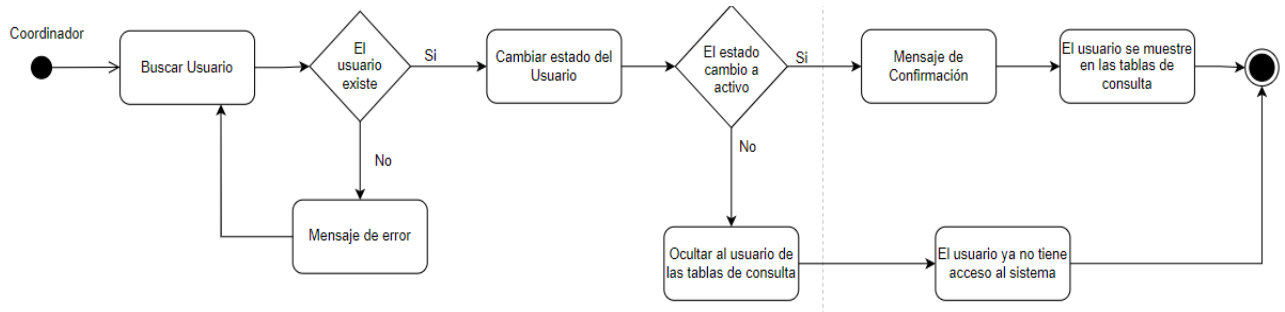 Coordinador
Buscar Usuario
El
usuario
existe
Si
Cambiar estado del
Usuario
El estado
cambio a
activo
Si
Mensaje de
Confirmación
El usuario se muestre
en las tablas de
consulta
No
Mensaje de error
No
Ocultar al usuario de
las tablas de consulta
El usuario ya no tiene
acceso al sistema